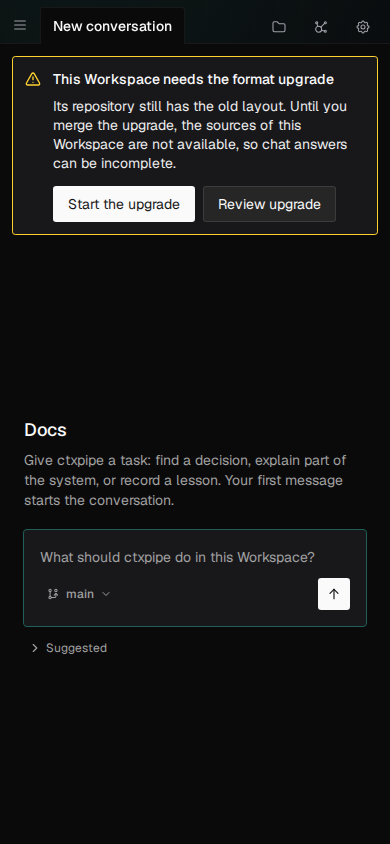 New conversation
This Workspace needs the format upgrade
Its repository still has the old layout. Until you
merge the upgrade, the sources of this
Workspace are not available, so chat answers
can be incomplete.
Start the upgrade
Review upgrade
Docs
Give ctxpipe a task: find a decision, explain part of
the system, or record a lesson. Your first message
starts the conversation.
What should ctxpipe do in this Workspace?
main
Suggested